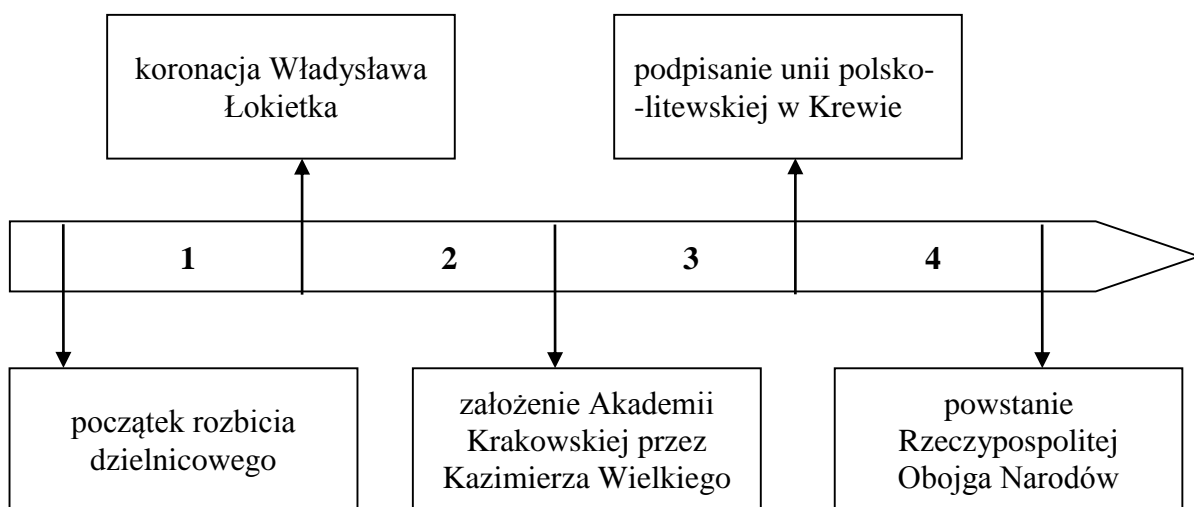 koronacja Władysława
Łokietka
podpisanie unii polsko-
-litewskiej w Krewie
1
2
3
4
początek rozbicia
dzielnicowego
założenie Akademii
Krakowskiej przez
Kazimierza Wielkiego
powstanie
Rzeczypospolitej
Obojga Narodów